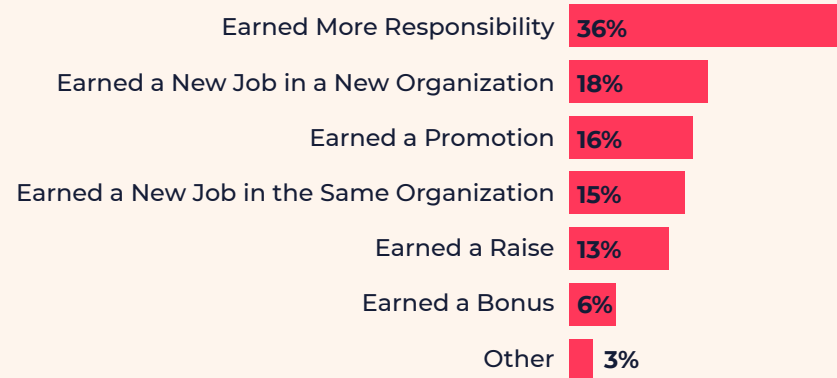 Earned More Responsibility 36%
Earned a New Job in a New Organization 18%
Earned a Promotion 16%
Earned a New Job in the Same Organization 15%
Earned a Raise 13%
Earned a Bonus 6%
Other 3%